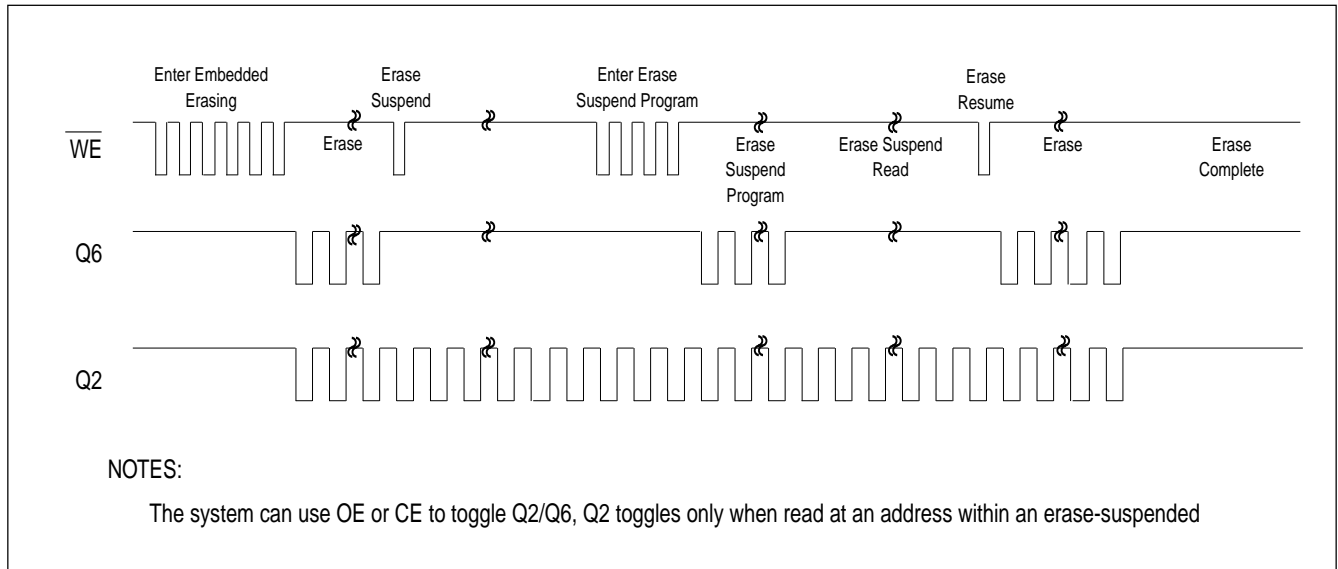 Enter Embedded
Erasing
Erase
Suspend
Enter Erase
Suspend Program
Erase
Resume
WE
Erase
Erase
Suspend
Program
Erase Suspend
Read
Erase
Erase
Complete
Q6
Q2
NOTES:
The system can use OE or CE to toggle Q2/Q6, Q2 toggles only when read at an address within an erase-suspended